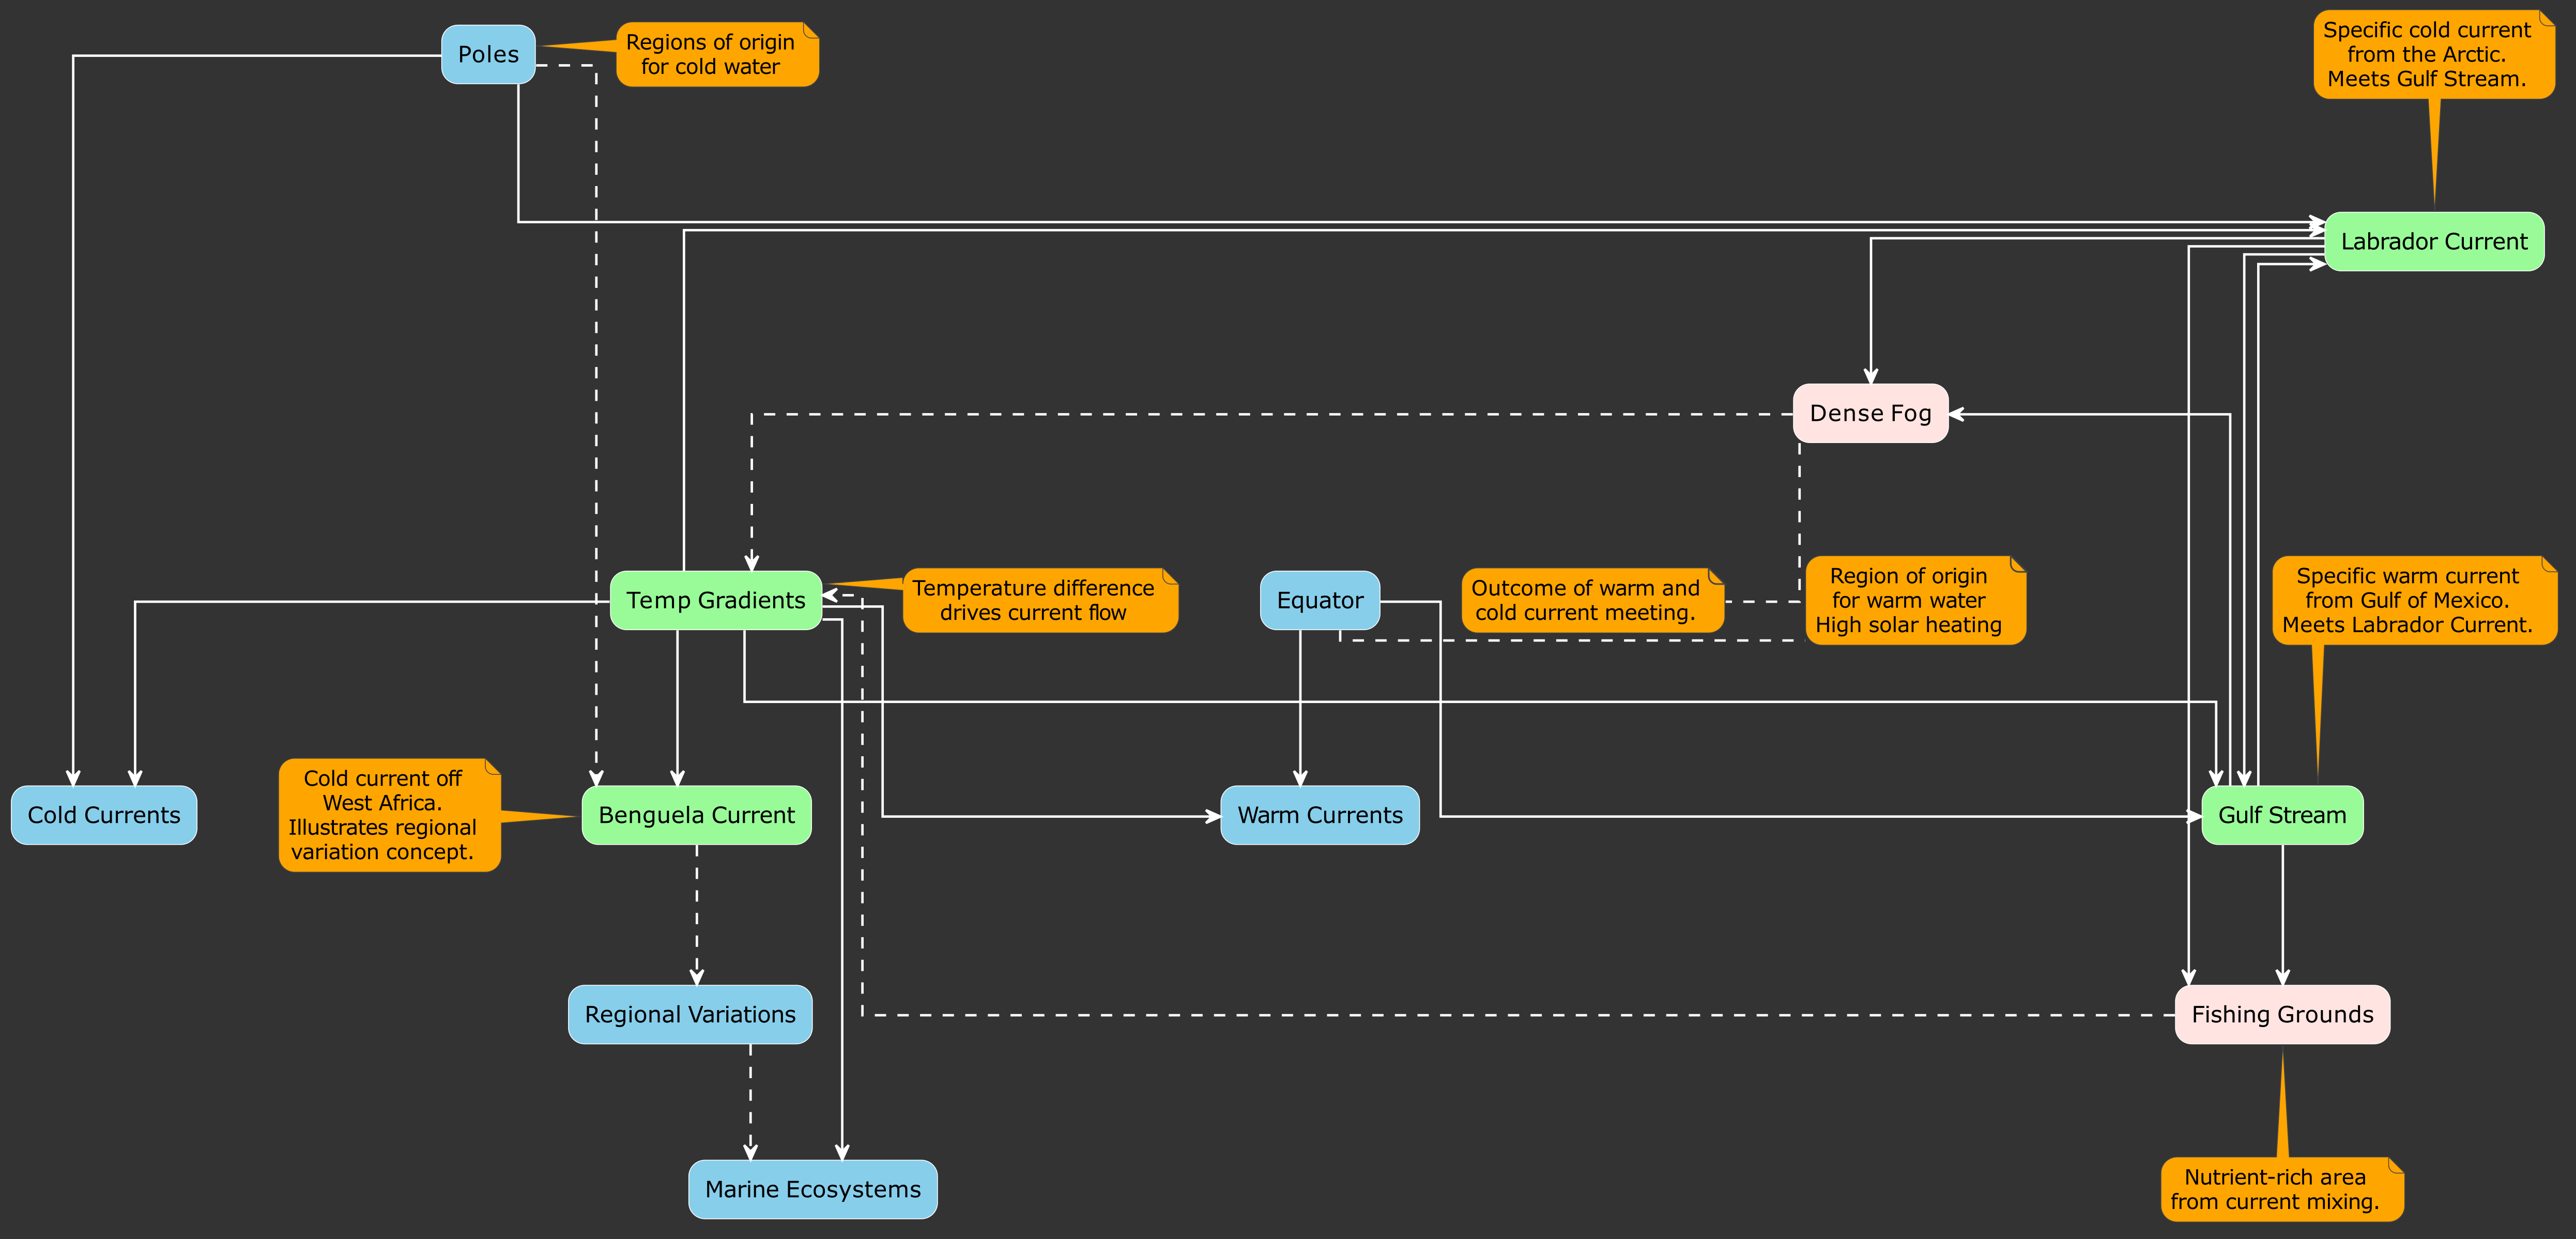 Poles
Regions of origin
for cold water
Specific cold current
from the Arctic.
Meets Gulf Stream.
Labrador Current
Dense Fog
Temp Gradients
Temperature difference
drives current flow
Equator
Outcome of warm and
cold current meeting.
Region of origin
for warm water
High solar heating
Specific warm current
from Gulf of Mexico.
Meets Labrador Current.
Cold Currents
Cold current off
West Africa.
Illustrates regional
variation concept.
Benguela Current
Warm Currents
Gulf Stream
Regional Variations
Fishing Grounds
Marine Ecosystems
Nutrient-rich area
from current mixing.